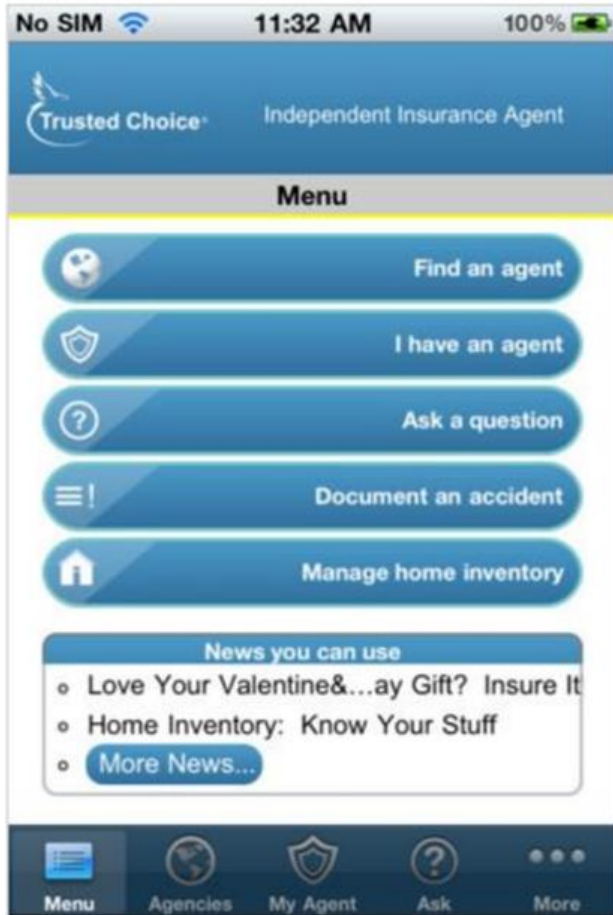 No SIM 11:32 AM 100%
Trusted Choice® Independent Insurance Agent
Menu
Find an agent
I have an agent
Ask a question
Document an accident
Manage home inventory
News you can use
Love Your Valentine&...ay Gift? Insure It
Home Inventory: Know Your Stuff
More News...
Menu Agencies My Agent Ask More